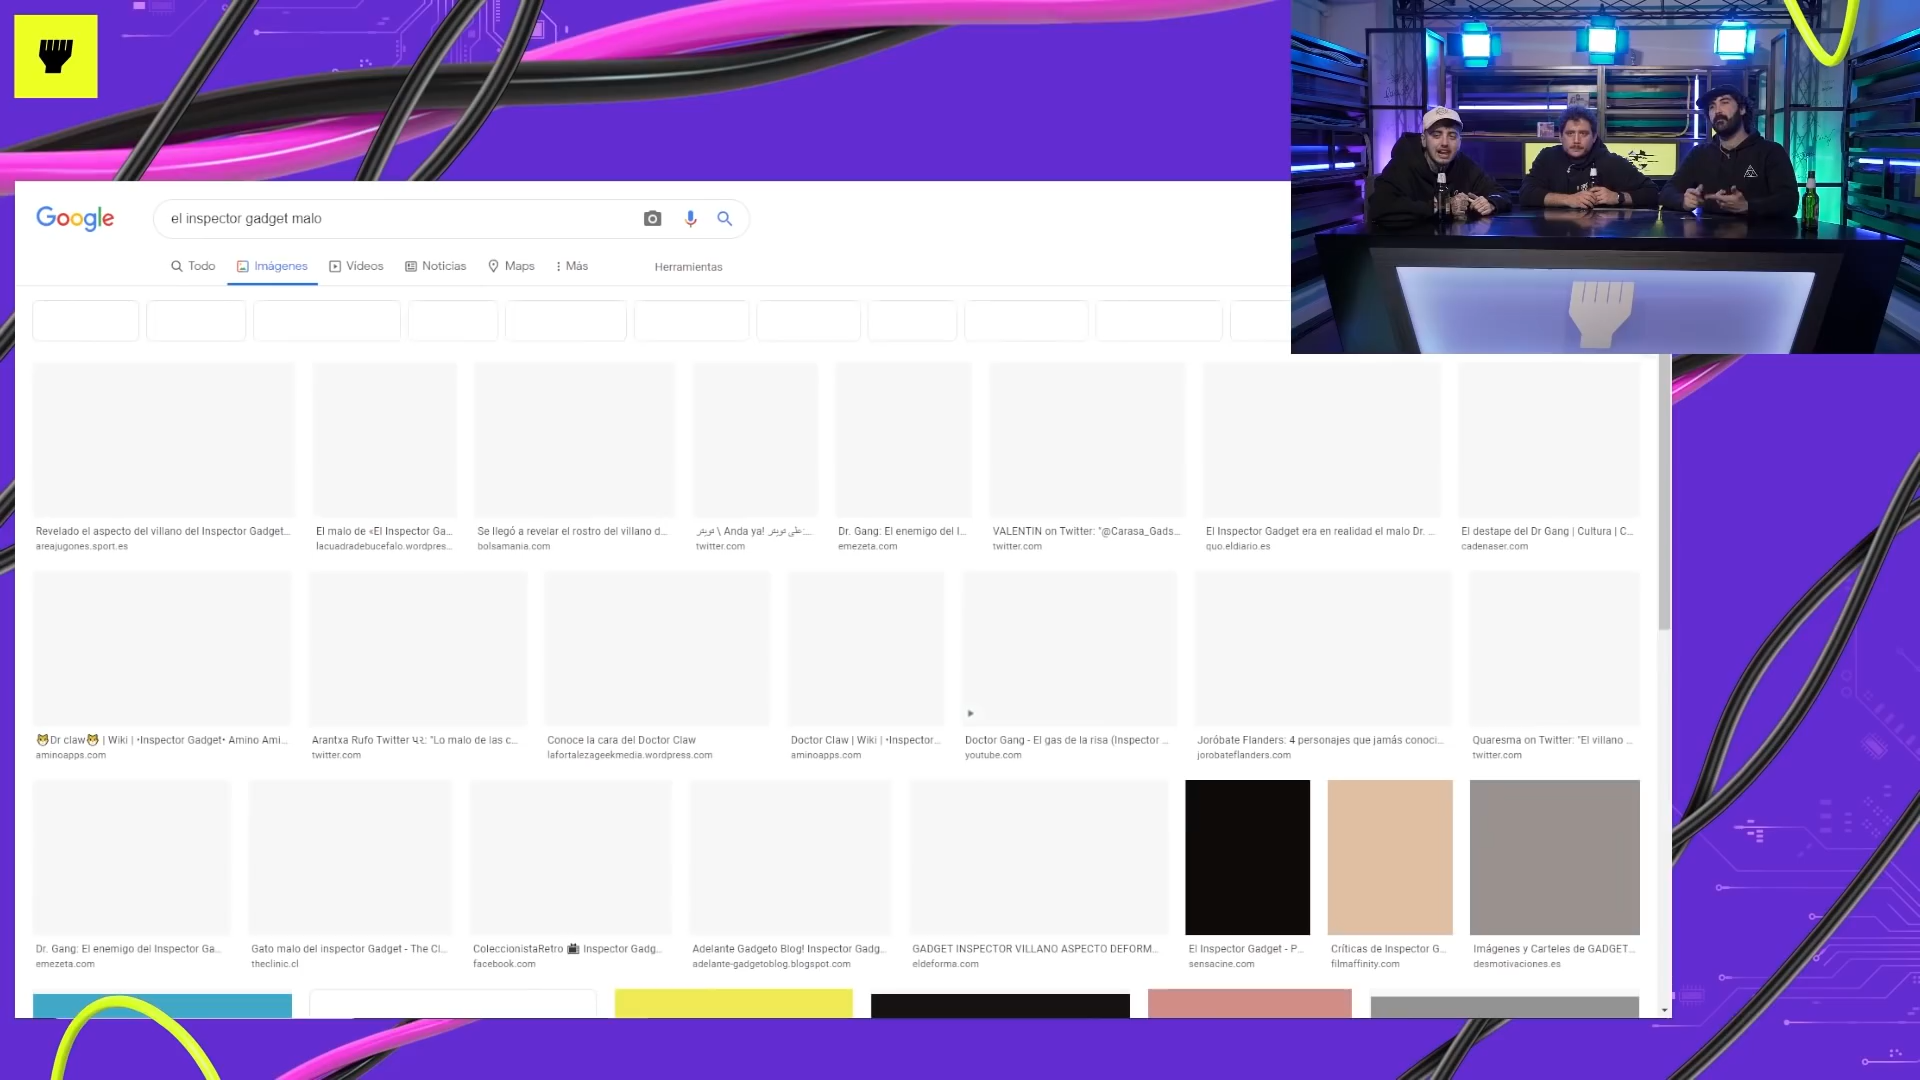 Google
el inspector gadget malo
Todo
Imágenes
Vídeos
Noticias
Maps
Más
Herramientas
Revelado el aspecto del villano del Inspector Gadget...
areajugones.sport.es
El malo de «El Inspector Ga...
lacuadradebucefalo.wordpres...
Se llegó a revelar el rostro del villano d...
bolsamania.com
\ Anda ya!
twitter.com
Dr. Gang: El enemigo del I...
emezeta.com
VALENTIN on Twitter: "@Carasa_Gads...
twitter.com
El Inspector Gadget era en realidad el malo Dr. ...
quo.eldiario.es
El destape del Dr Gang | Cultura | C...
cadenaser.com
😼Dr claw😼 | Wiki | •Inspector Gadget• Amino Ami...
aminoapps.com
Arantxa Rufo Twitter પર: "Lo malo de las c...
twitter.com
Conoce la cara del Doctor Claw
lafortalezageekmedia.wordpress.com
Doctor Claw | Wiki | •Inspector...
aminoapps.com
Doctor Gang - El gas de la risa (Inspector ...
youtube.com
Joróbate Flanders: 4 personajes que jamás conoci...
jorobateflanders.com
Quaresma on Twitter: "El villano ...
twitter.com
Dr. Gang: El enemigo del Inspector Ga...
emezeta.com
Gato malo del inspector Gadget - The Cl...
theclinic.cl
ColeccionistaRetro 📺 Inspector Gadg...
facebook.com
Adelante Gadgeto Blog! Inspector Gadg...
adelante-gadgetoblog.blogspot.com
GADGET INSPECTOR VILLANO ASPECTO DEFORM...
eldeforma.com
El Inspector Gadget - P...
sensacine.com
Críticas de Inspector G...
filmaffinity.com
Imágenes y Carteles de GADGET...
desmotivaciones.es